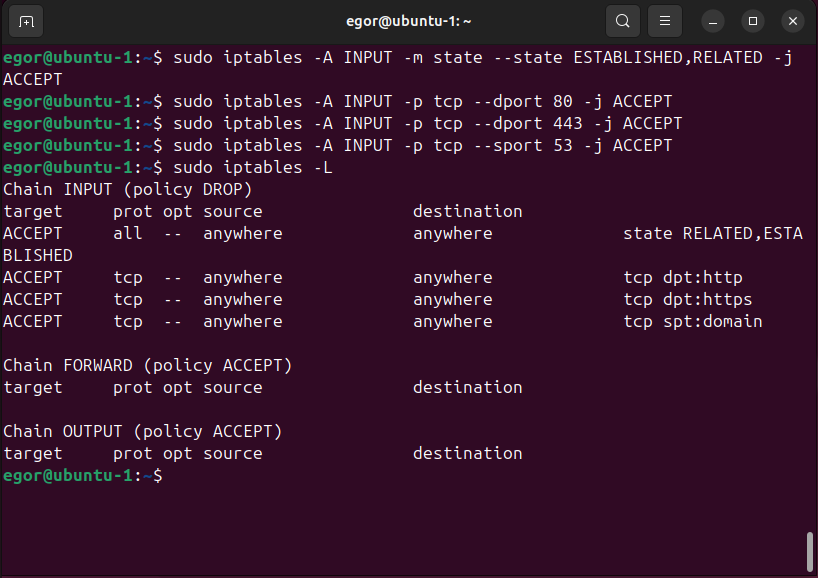 egor@ubuntu-1: ~
egor@ubuntu-1:~$ sudo iptables -A INPUT -m state --state ESTABLISHED,RELATED -j
ACCEPT
egor@ubuntu-1:~$ sudo iptables -A INPUT -p tcp --dport 80 -j ACCEPT
egor@ubuntu-1:~$ sudo iptables -A INPUT -p tcp --dport 443 -j ACCEPT
egor@ubuntu-1:~$ sudo iptables -A INPUT -p tcp --sport 53 -j ACCEPT
egor@ubuntu-1:~$ sudo iptables -L
Chain INPUT (policy DROP)
target     prot opt source               destination
ACCEPT     all  --  anywhere             anywhere             state RELATED,ESTA
BLISHED
ACCEPT     tcp  --  anywhere             anywhere             tcp dpt:http
ACCEPT     tcp  --  anywhere             anywhere             tcp dpt:https
ACCEPT     tcp  --  anywhere             anywhere             tcp spt:domain
Chain FORWARD (policy ACCEPT)
target     prot opt source               destination
Chain OUTPUT (policy ACCEPT)
target     prot opt source               destination
egor@ubuntu-1:~$